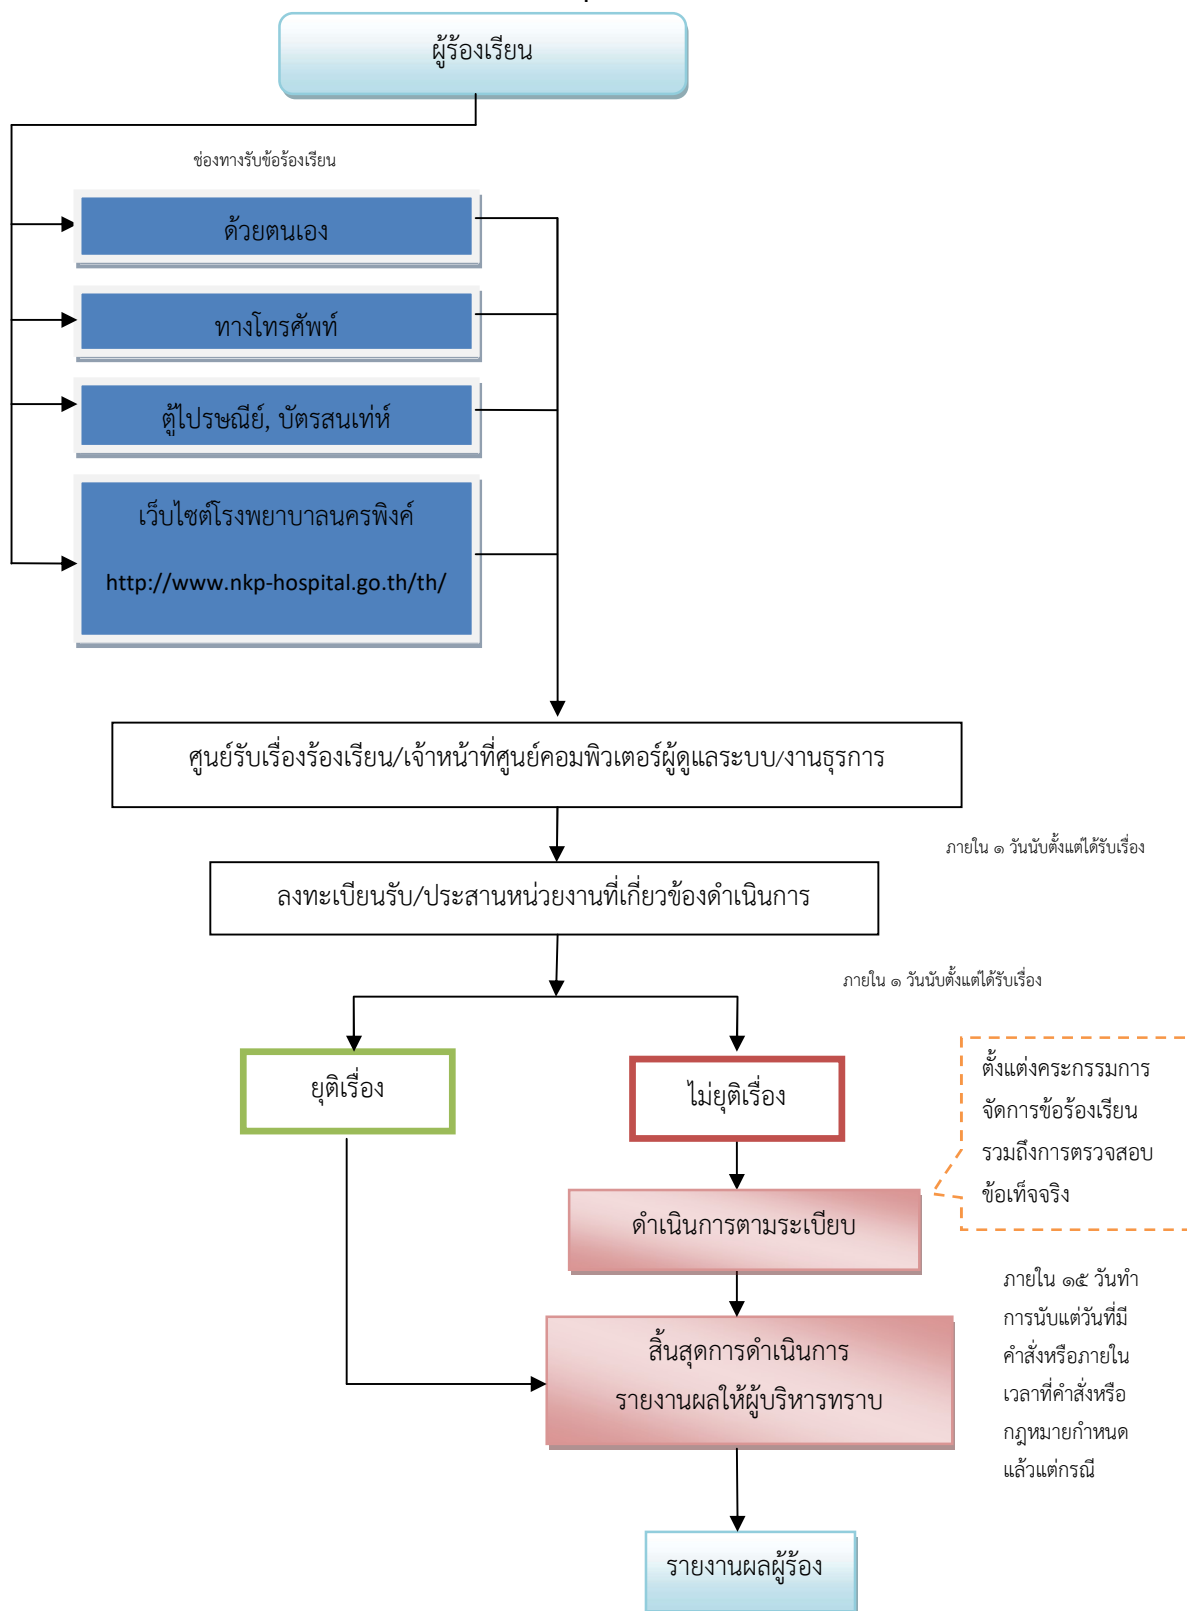 ผู้ร้องเรียน
ช่องทางรับข้อร้องเรียน
ด้วยตนเอง
ทางโทรศัพท์
ตู้ไปรษณีย์, บัตรสนเท่ห์
เว็บไซต์โรงพยาบาลนครพิงค์
http://www.nkp-hospital.go.th/th/
ศูนย์รับเรื่องร้องเรียน/เจ้าหน้าที่ศูนย์คอมพิวเตอร์ผู้ดูแลระบบ/งานธุรการ
ภายใน ๑ วันนับตั้งแต่ได้รับเรื่อง
ลงทะเบียนรับ/ประสานหน่วยงานที่เกี่ยวข้องดำเนินการ
ภายใน ๑ วันนับตั้งแต่ได้รับเรื่อง
ยุติเรื่อง
ไม่ยุติเรื่อง
ตั้งแต่งคระกรรมการ
จัดการข้อร้องเรียน
รวมถึงการตรวจสอบ
ข้อเท็จจริง
ดำเนินการตามระเบียบ
ภายใน ๑๕ วันทำ
การนับแต่วันที่มี
คำสั่งหรือภายใน
เวลาที่คำสั่งหรือ
กฎหมายกำหนด
แล้วแต่กรณี
สิ้นสุดการดำเนินการ
รายงานผลให้ผู้บริหารทราบ
รายงานผลผู้ร้อง